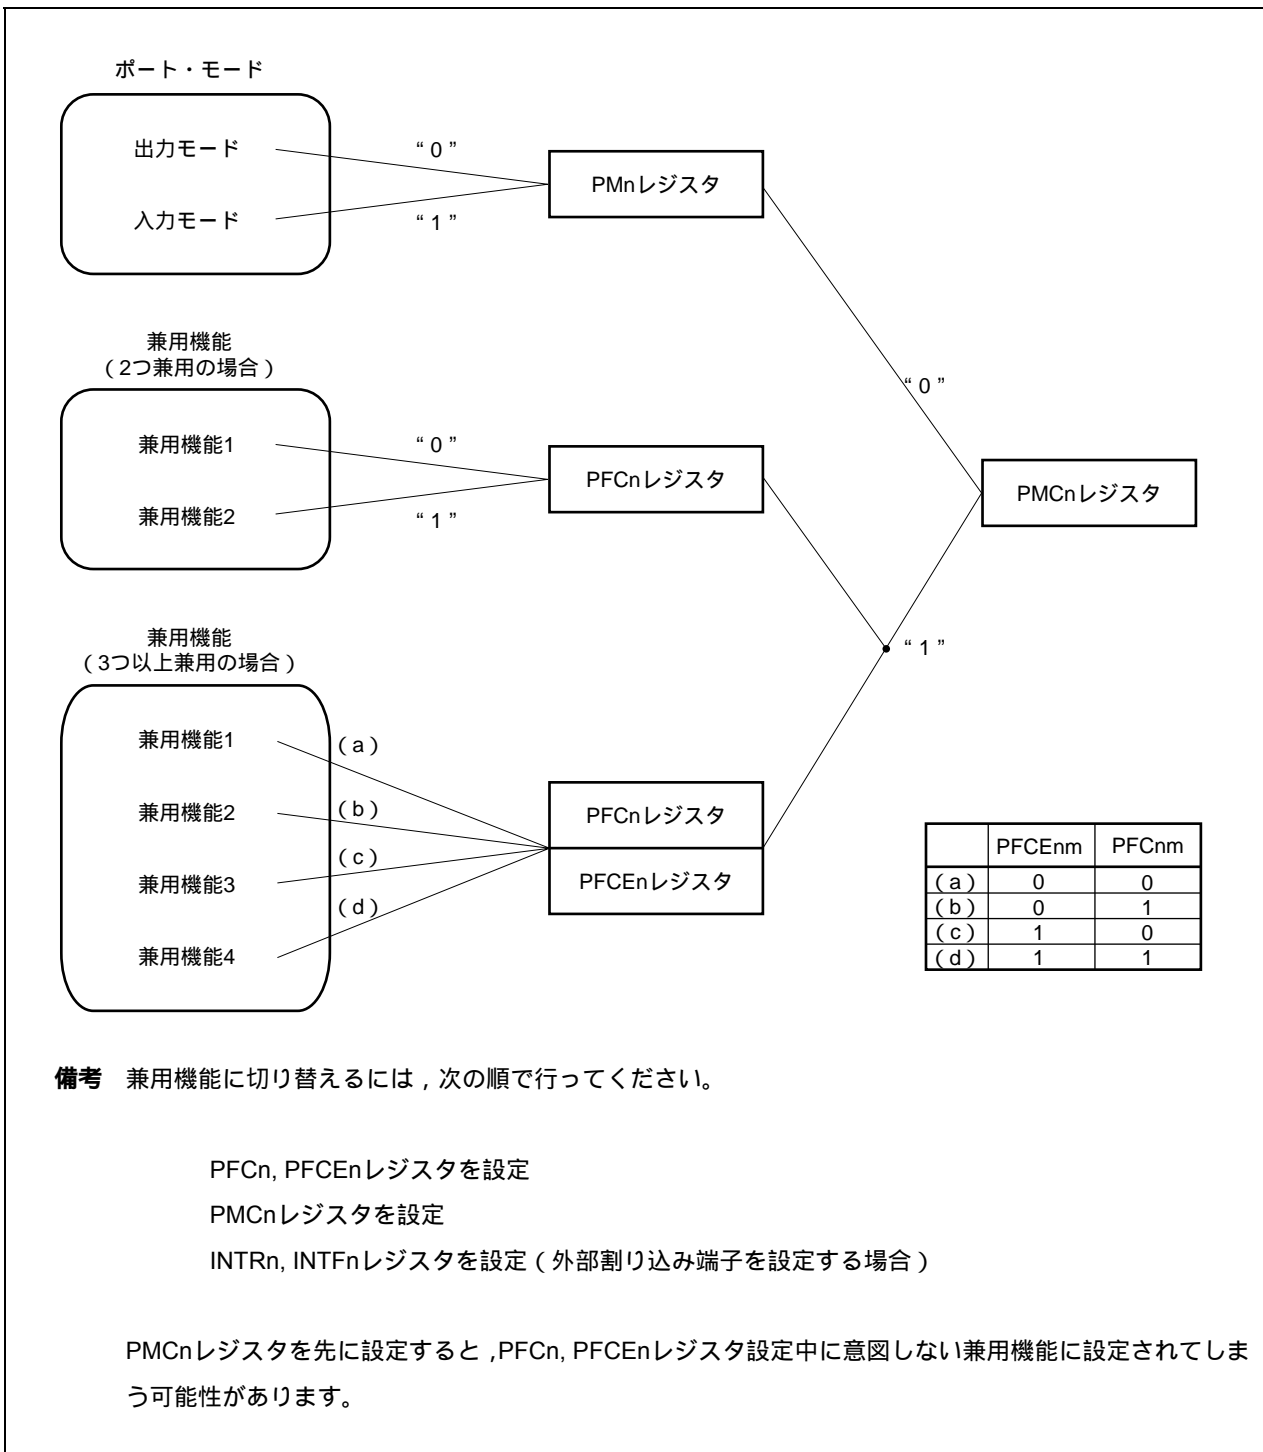 ポート・モード
出力モード
“0”
PMnレジスタ
入力モード
“1”
兼用機能
（2つ兼用の場合）
“0”
兼用機能1
“0”
PFCnレジスタ
PMCnレジスタ
兼用機能2
“1”
兼用機能
（3つ以上兼用の場合）
“1”
兼用機能1
（a）
兼用機能2
（b）
PFCnレジスタ
（c）
兼用機能3
PFCEnレジスタ
（d）
兼用機能4
PFCEnm PFCnm
（a） 0 0
（b） 0 1
（c） 1 0
（d） 1 1
備考 兼用機能に切り替えるには，次の順で行ってください。
PFCn, PFCEnレジスタを設定
PMCnレジスタを設定
INTRn, INTFnレジスタを設定（外部割り込み端子を設定する場合）
PMCnレジスタを先に設定すると，PFCn, PFCEnレジスタ設定中に意図しない兼用機能に設定されてしま
う可能性があります。